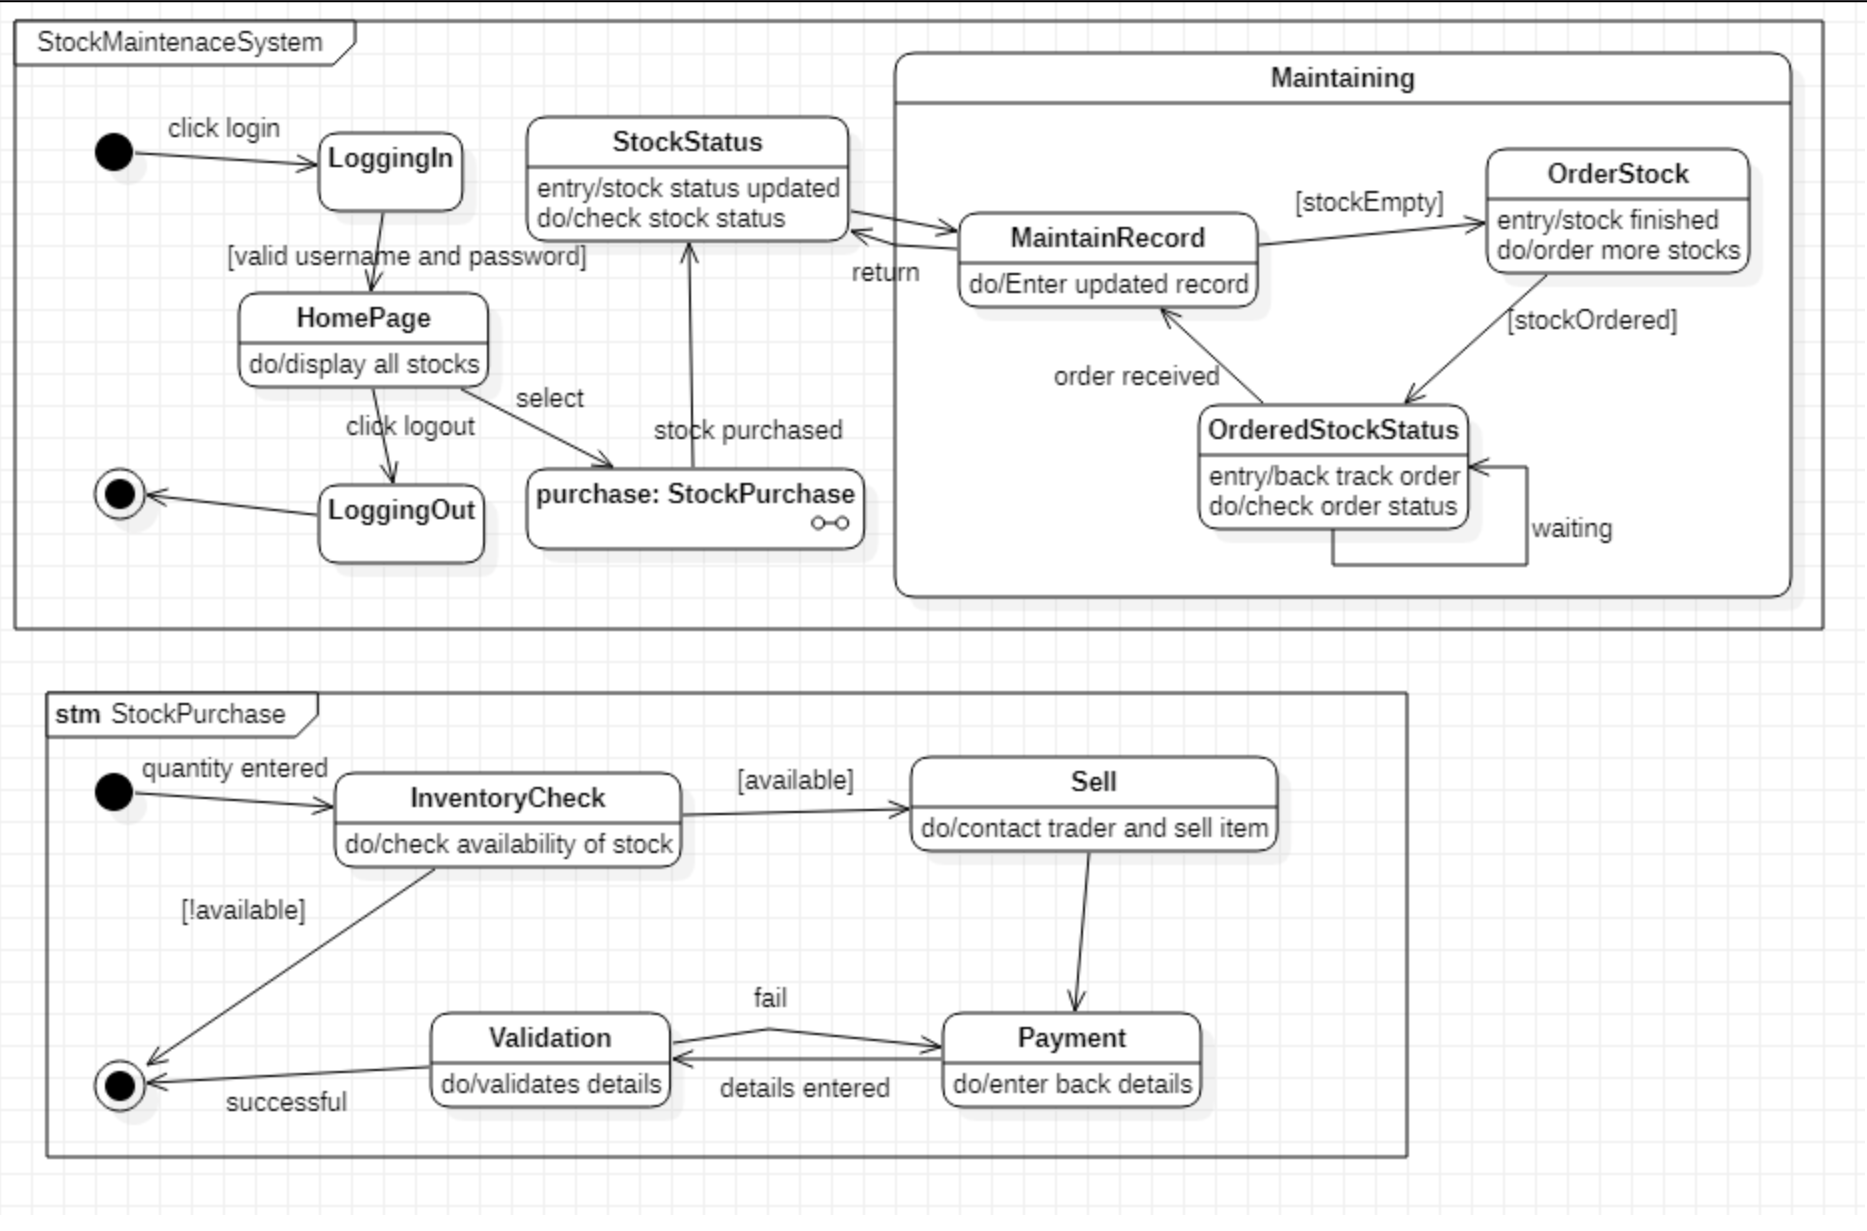 StockMaintenaceSystem
Maintaining
click login
LoggingIn
StockStatus
entry/stock status updated
do/check stock status
OrderStock
entry/stock finished
do/order more stocks
[stockEmpty]
MaintainRecord
do/Enter updated record
[valid username and password]
return
HomePage
do/display all stocks
[stockOrdered]
order received
select
click logout
stock purchased
OrderedStockStatus
entry/back track order
do/check order status
LoggingOut
purchase: StockPurchase
waiting
stm StockPurchase
quantity entered
InventoryCheck
do/check availability of stock
[available]
Sell
do/contact trader and sell item
[!available]
fail
Validation
do/validates details
Payment
do/enter back details
details entered
successful